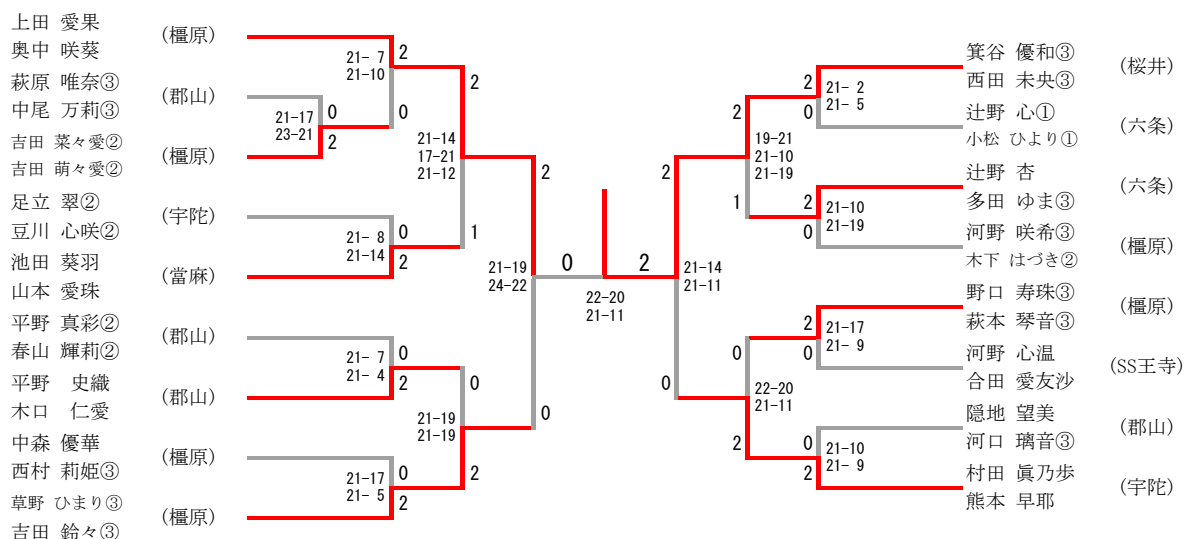 上田 愛果
奥中 咲葵
(橿原)
萩原 唯奈③
中尾 万莉③
(郡山)
吉田 菜々愛②
吉田 萌々愛②
(橿原)
足立 翠②
豆川 心咲②
(宇陀)
池田 葵羽
山本 愛珠
(當麻)
平野 真彩②
春山 輝莉②
(郡山)
平野 史織
木口 仁愛
(郡山)
中森 優華
西村 莉姫③
(橿原)
草野 ひまり③
吉田 鈴々③
(橿原)
21- 7
21-10
2
0
21-17
23-21
0
2
21- 8
21-14
0
2
21-14
17-21
21-12
2
1
21- 7
21- 4
0
2
21-17
21- 5
0
2
21-19
21-19
0
2
21-19
24-22
2
0
0
2
22-20
21-11
21-14
21-11
2
0
19-21
21-10
21-19
2
1
21- 2
21- 5
2
0
21-10
21-19
2
0
22-20
21-11
0
2
21-17
21- 9
2
0
21-10
21- 9
0
2
箕谷 優和③
西田 未央③
(桜井)
辻野 心①
小松 ひより①
(六条)
辻野 杏
多田 ゆま③
(六条)
河野 咲希③
木下 はづき②
(橿原)
野口 寿珠③
萩本 琴音③
(橿原)
河野 心温
合田 愛友沙
(SS王寺)
隠地 望美
河口 璃音③
(郡山)
村田 眞乃歩
熊本 早耶
(宇陀)